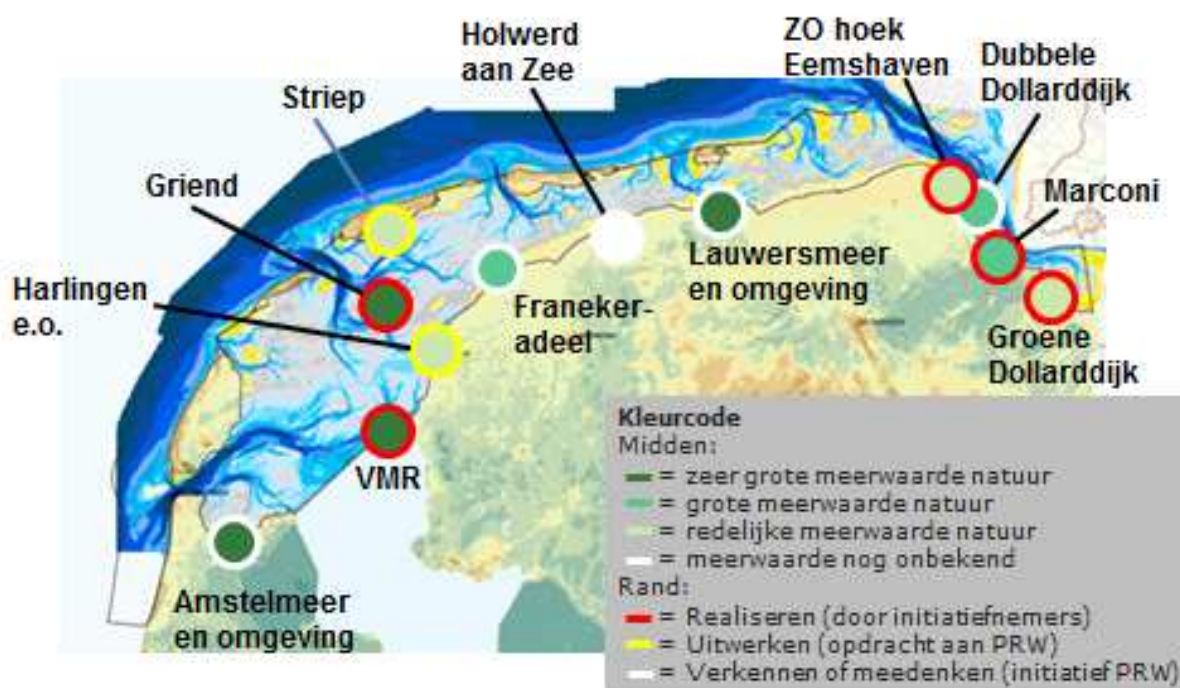 Holwerd
aan Zee
ZO hoek
Eemshaven
Dubbele
Dollarddijk
Striep
Griend
Marconi
Harlingen
e.o.
Lauwersmeer
en omgeving
Franeker-
adeel
Groene
Dollarddijk
VMR
Amstelmeer
en omgeving
Kleurcode
Midden:
= zeer grote meerwaarde natuur
= grote meerwaarde natuur
= redelijke meerwaarde natuur
= meerwaarde nog onbekend
Rand:
= Realiseren (door initiatiefnemers)
= Uitwerken (opdracht aan PRW)
= Verkennen of meedenken (initiatief PRW)